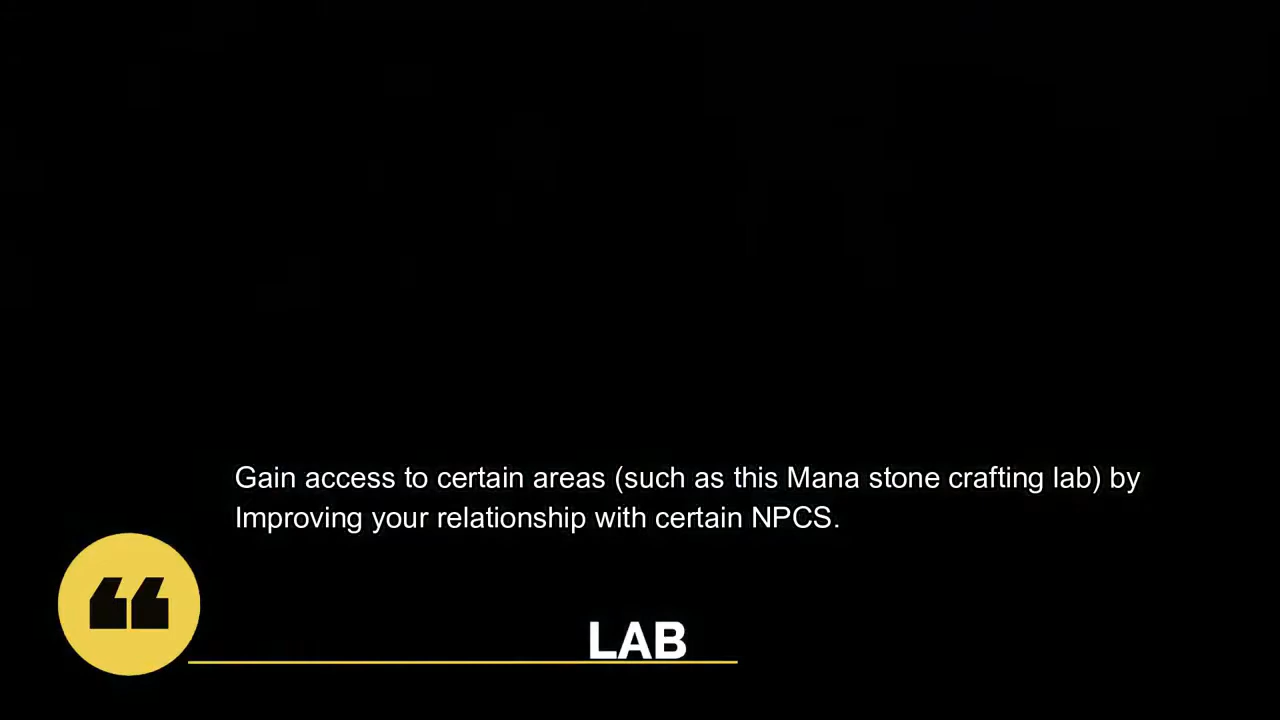 Gain access to certain areas (such as this Mana stone crafting lab) by
Improving your relationship with certain NPCS.
LAB